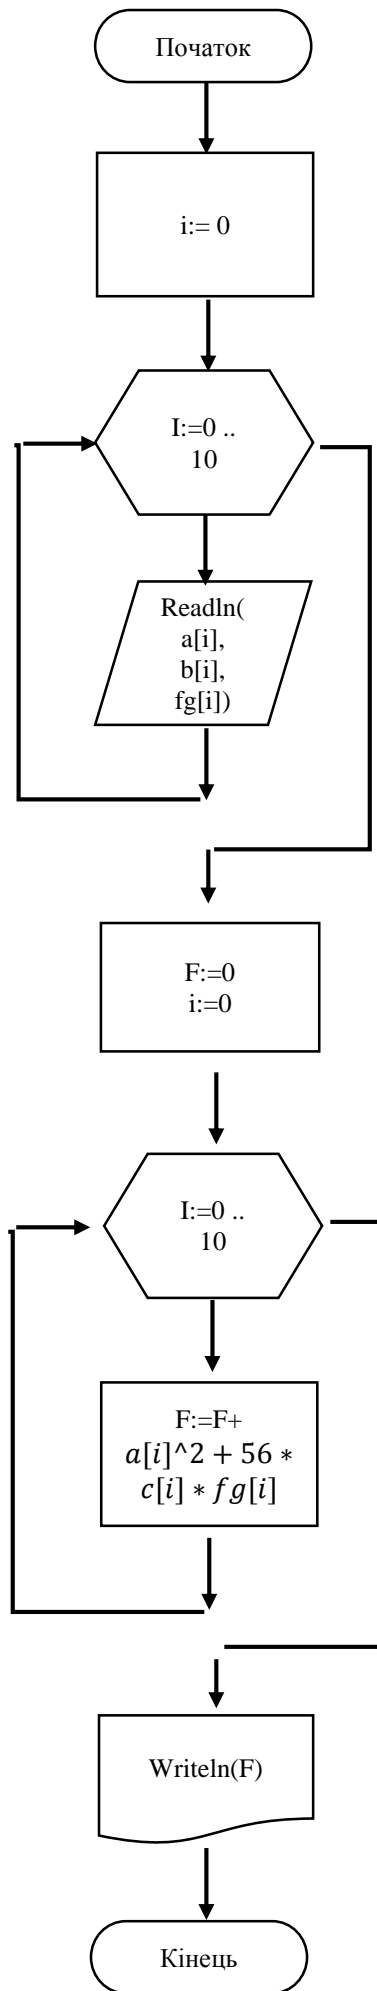 Початок
i:= 0
I:=0 ..
10
Readln(
a[i],
b[i],
fg[i])
F:=0
i:=0
I:=0 ..
10
F:=F+
a[i]^2 + 56 *
c[i] * fg[i]
Writeln(F)
Кінець